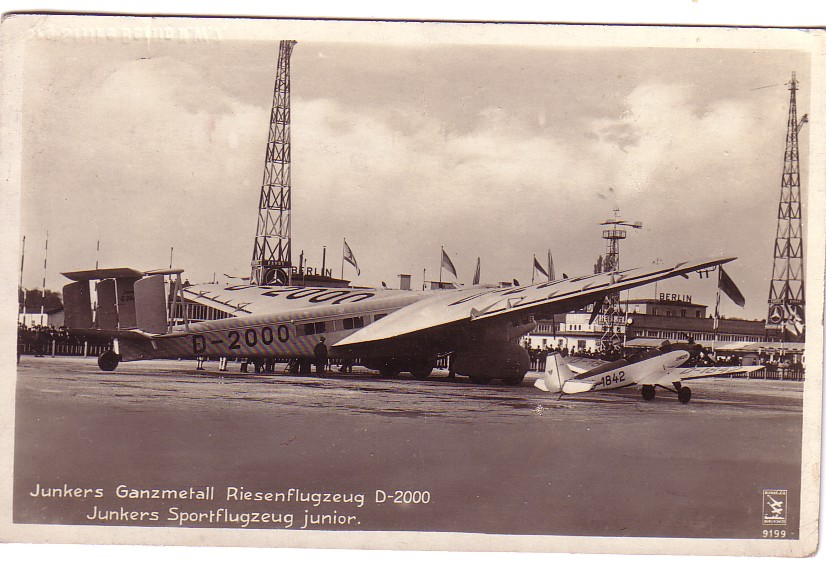 BERLIN
BERLIN
2000
D-2000
1842
Junkers Ganzmetall Riesenflugzeug D-2000
Junkers Sportflugzeug junior.
9199